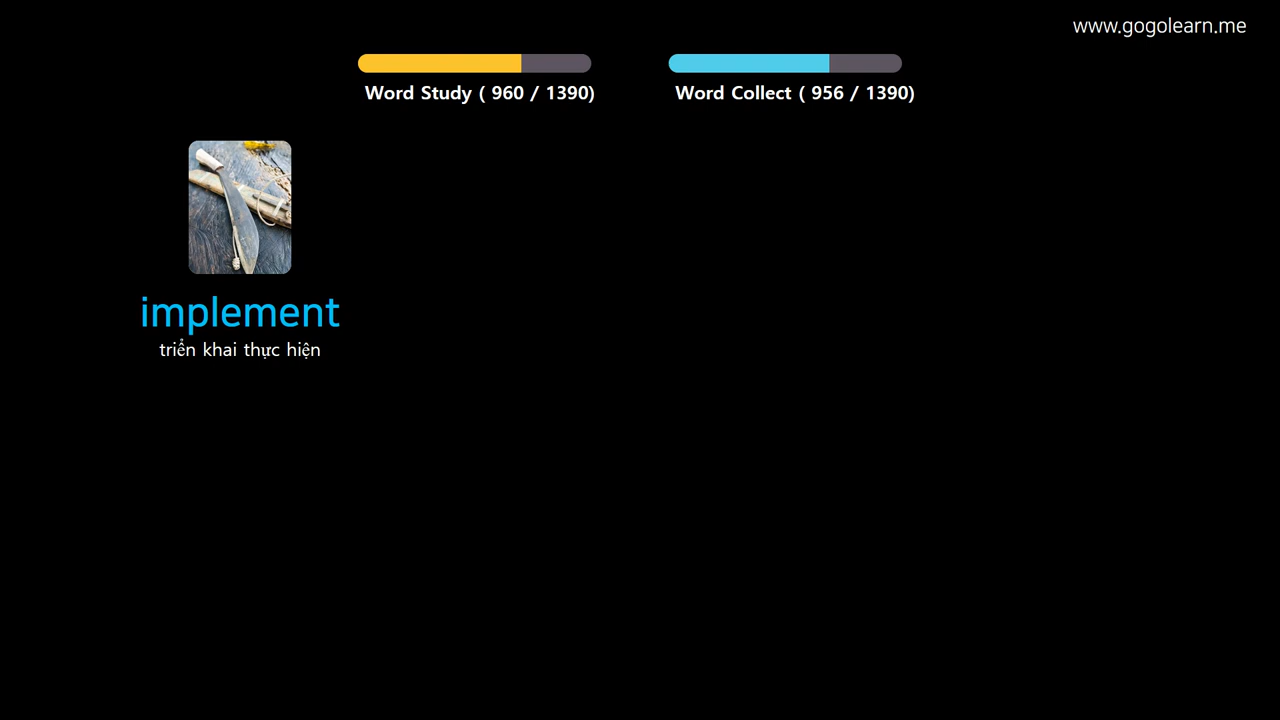 www.gogolearn.me
Word Study ( 960 / 1390)
Word Collect ( 956 / 1390)
implement
triển khai thực hiện